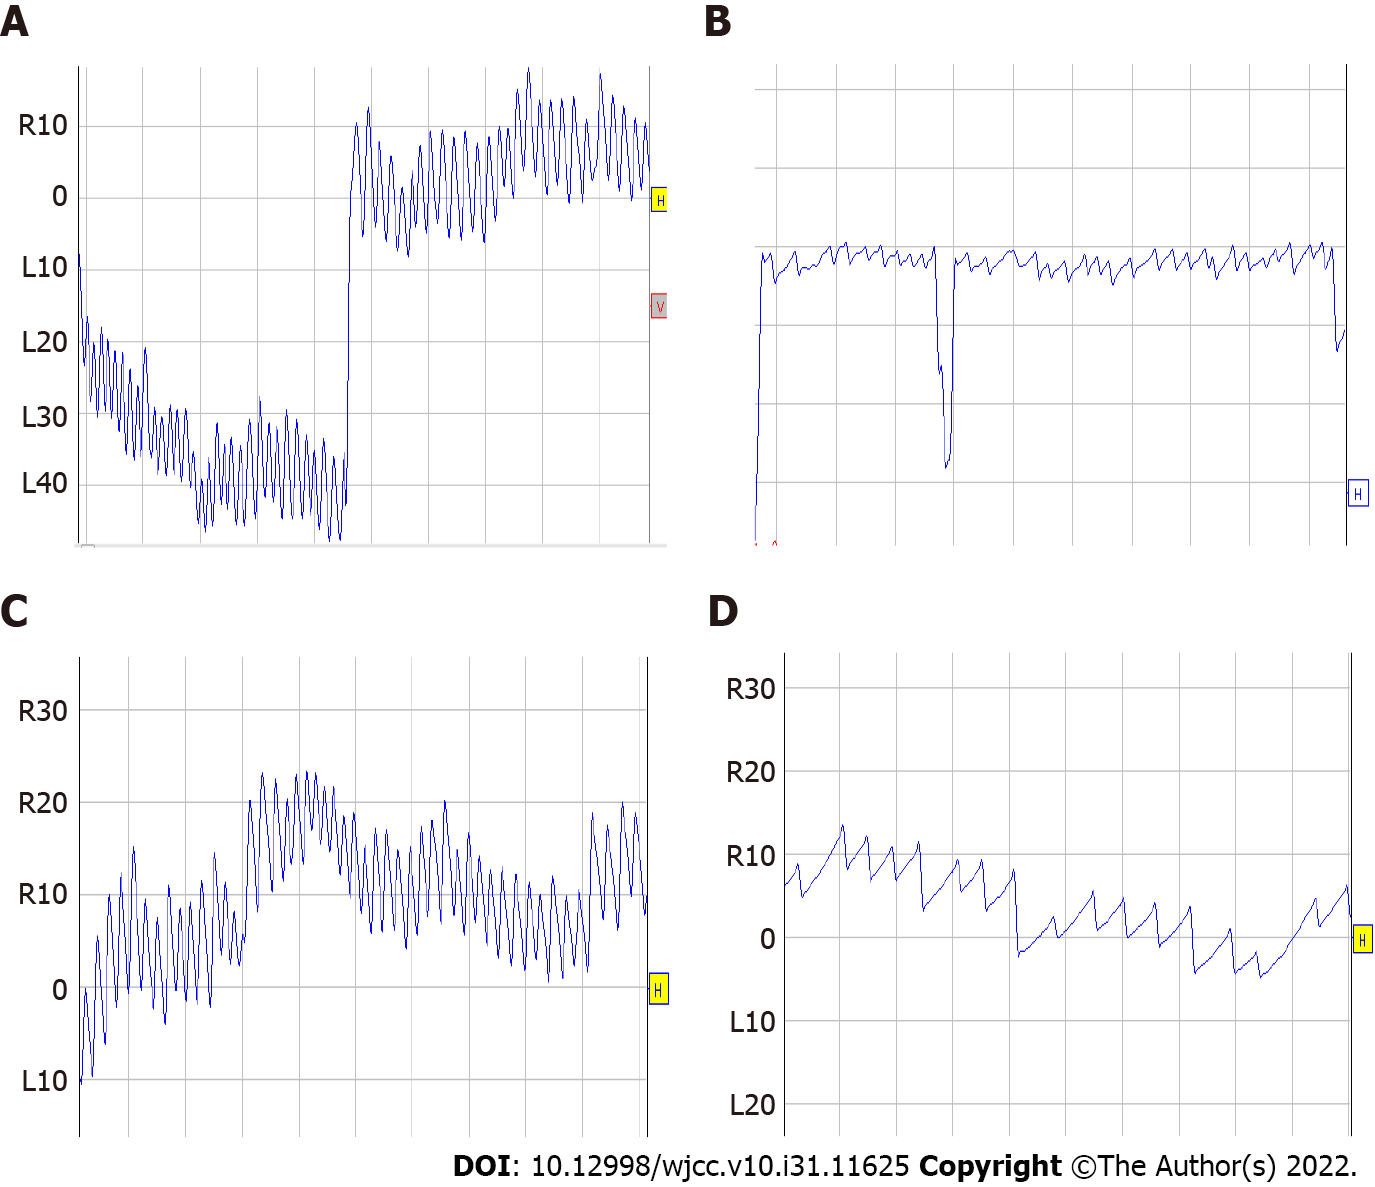 A
R10
0
L10
L20
L30
L40
H
V
B
H
C
R30
R20
R10
0
L10
H
D
R30
R20
R10
0
L10
L20
H
DOI: 10.12998/wjcc.v10.i31.11625 Copyright ©The Author(s) 2022.